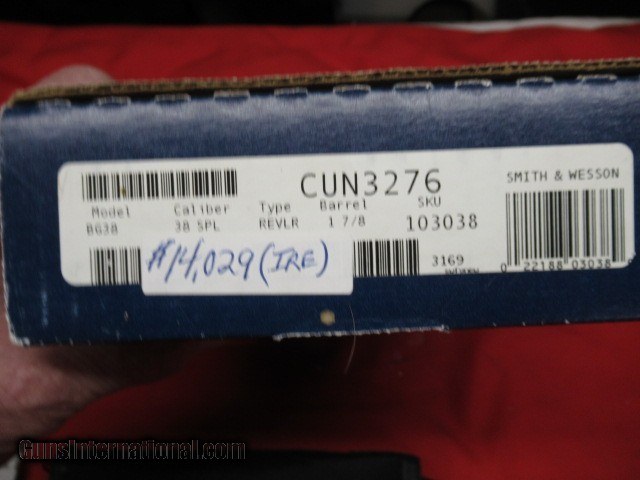 CUN3276
SMITH & WESSON
Model Caliber Type Barrel SKU
BG38 38 SPL REVLR 1 7/8 103038
#14,029 (IRE)
3169
0 22188 03038
GunsInternational.com